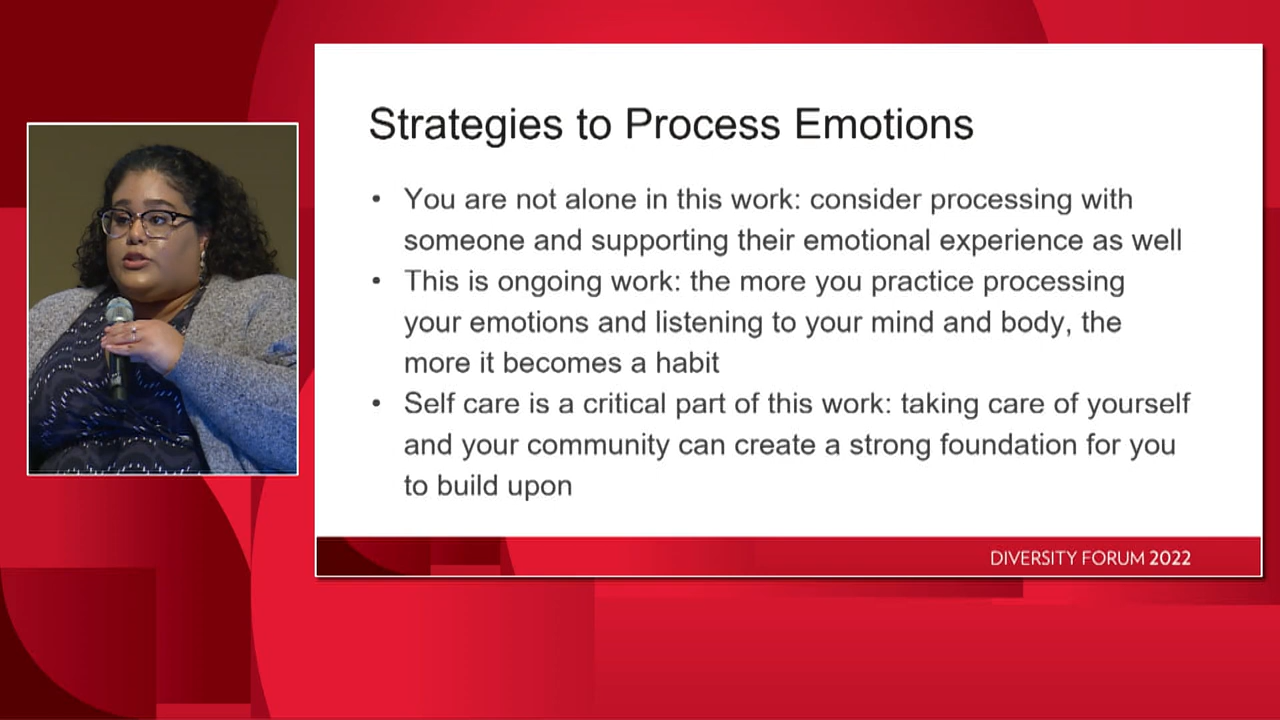 Strategies to Process Emotions
• You are not alone in this work: consider processing with
someone and supporting their emotional experience as well
• This is ongoing work: the more you practice processing
your emotions and listening to your mind and body, the
more it becomes a habit
• Self care is a critical part of this work: taking care of yourself
and your community can create a strong foundation for you
to build upon
DIVERSITY FORUM 2022